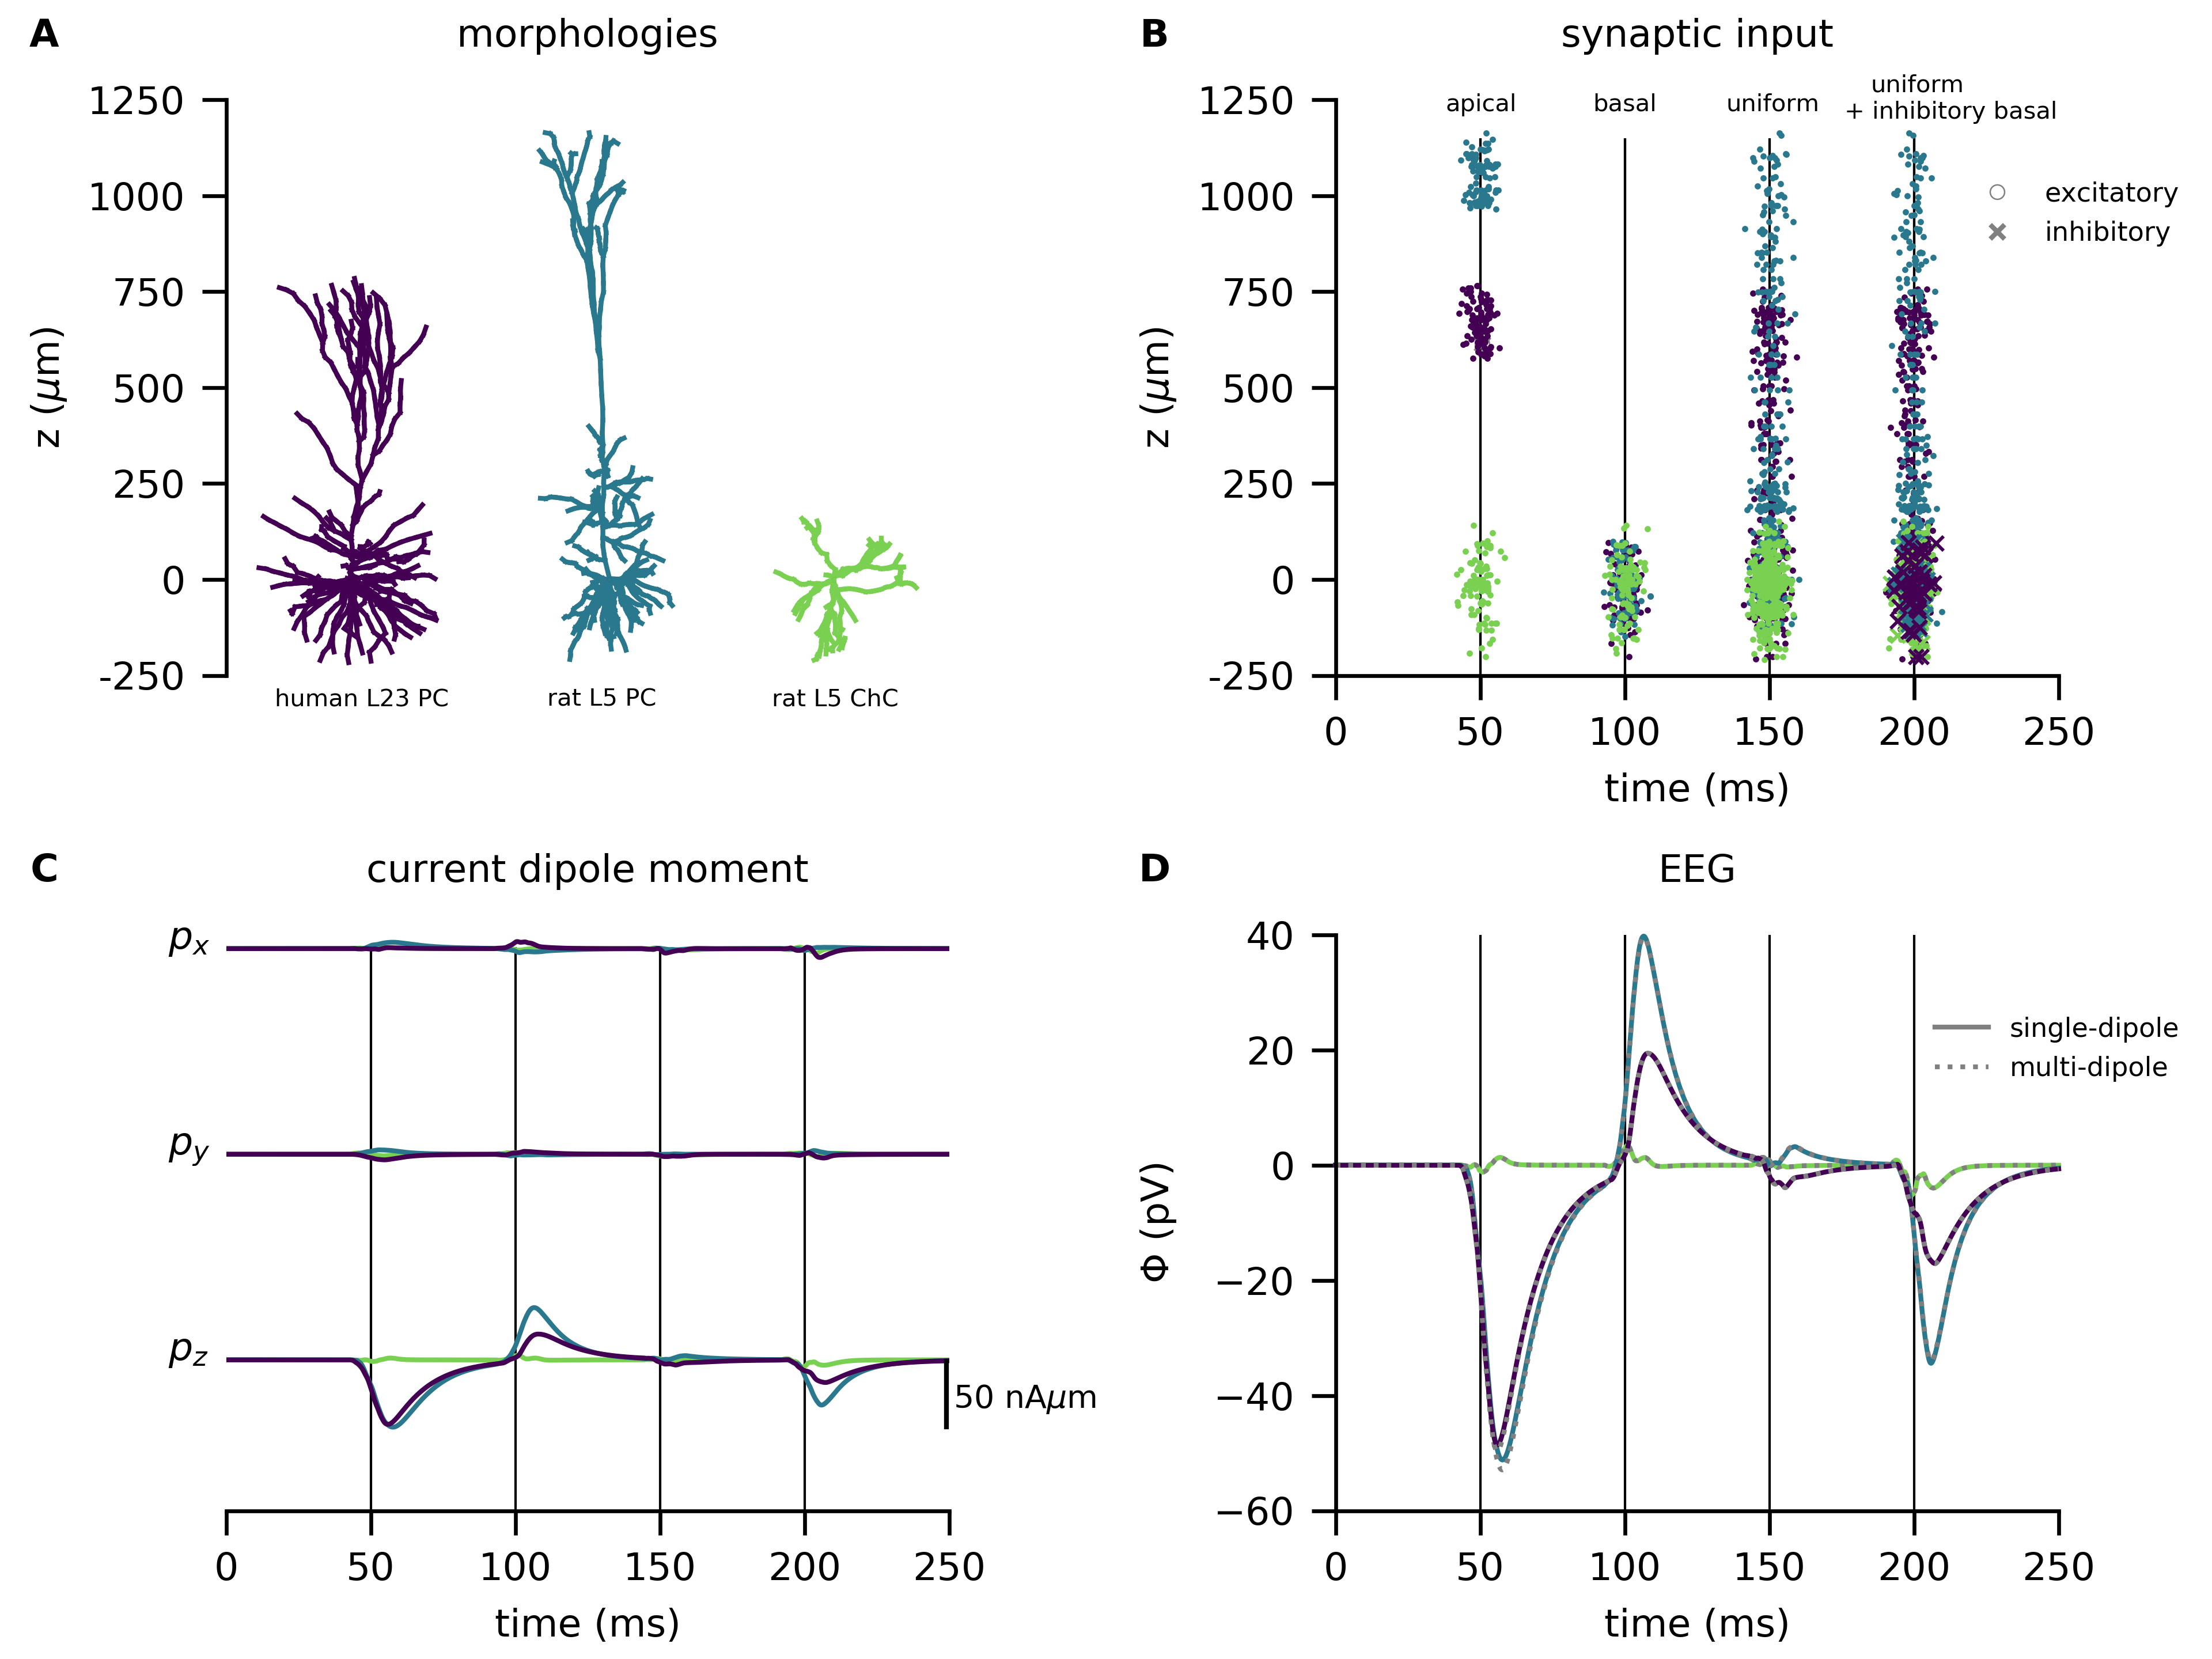 A
morphologies
1250
1000
750
500
250
0
-250
z (μm)
human L23 PC
rat L5 PC
rat L5 ChC
B
synaptic input
apical
basal
uniform
uniform
+ inhibitory basal
excitatory
inhibitory
1250
1000
750
500
250
0
-250
z (μm)
0 50 100 150 200 250
time (ms)
C
current dipole moment
px
py
pz
50 nAμm
0 50 100 150 200 250
time (ms)
D
EEG
40
20
0
−20
−40
−60
Φ (pV)
single-dipole
multi-dipole
0 50 100 150 200 250
time (ms)